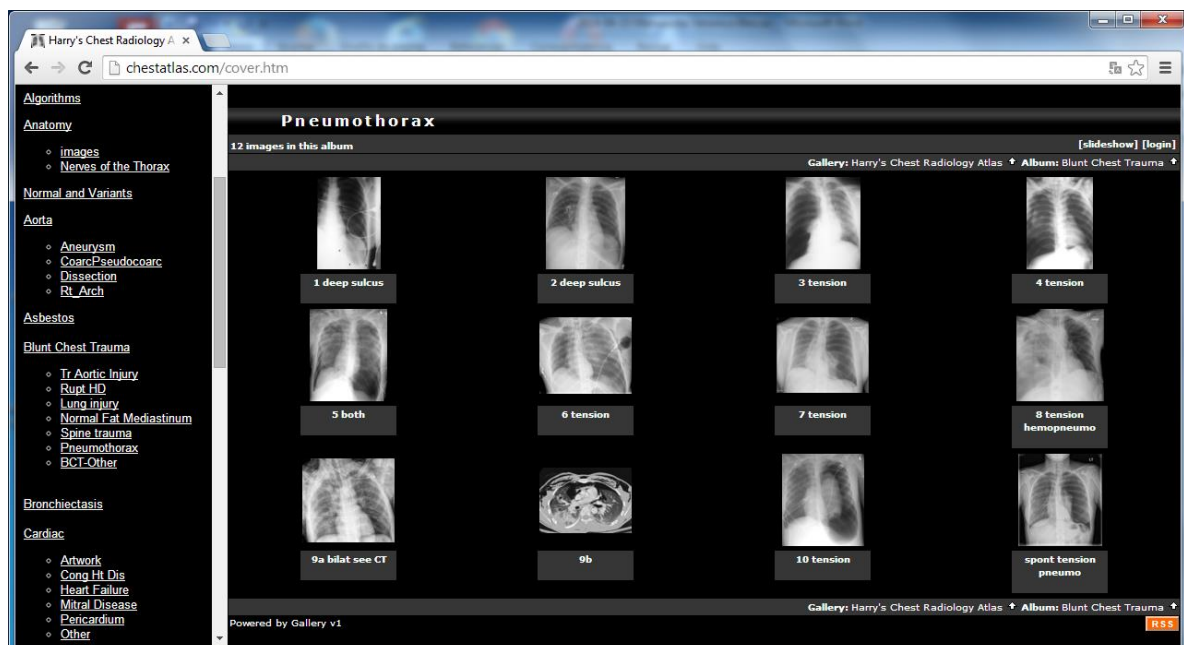 Harry's Chest Radiology A
chestatlas.com/cover.htm
Algorithms
Anatomy
images
Nerves of the Thorax
Normal and Variants
Aorta
Aneurysm
CoarcPseudocoarc
Dissection
Rt_Arch
Asbestos
Blunt Chest Trauma
Tr Aortic Injury
Rupt HD
Lung injury
Normal Fat Mediastinum
Spine trauma
Pneumothorax
BCT-Other
Bronchiectasis
Cardiac
Artwork
Cong Ht Dis
Heart Failure
Mitral Disease
Pericardium
Other
Pneumothorax
12 images in this album [slideshow] [login]
Gallery: Harry's Chest Radiology Atlas Album: Blunt Chest Trauma
1 deep sulcus 2 deep sulcus 3 tension 4 tension
5 both 6 tension 7 tension 8 tension
hemopneumo
9a bilat see CT 9b 10 tension spont tension
pneumo
Gallery: Harry's Chest Radiology Atlas Album: Blunt Chest Trauma
Powered by Gallery v1 RSS